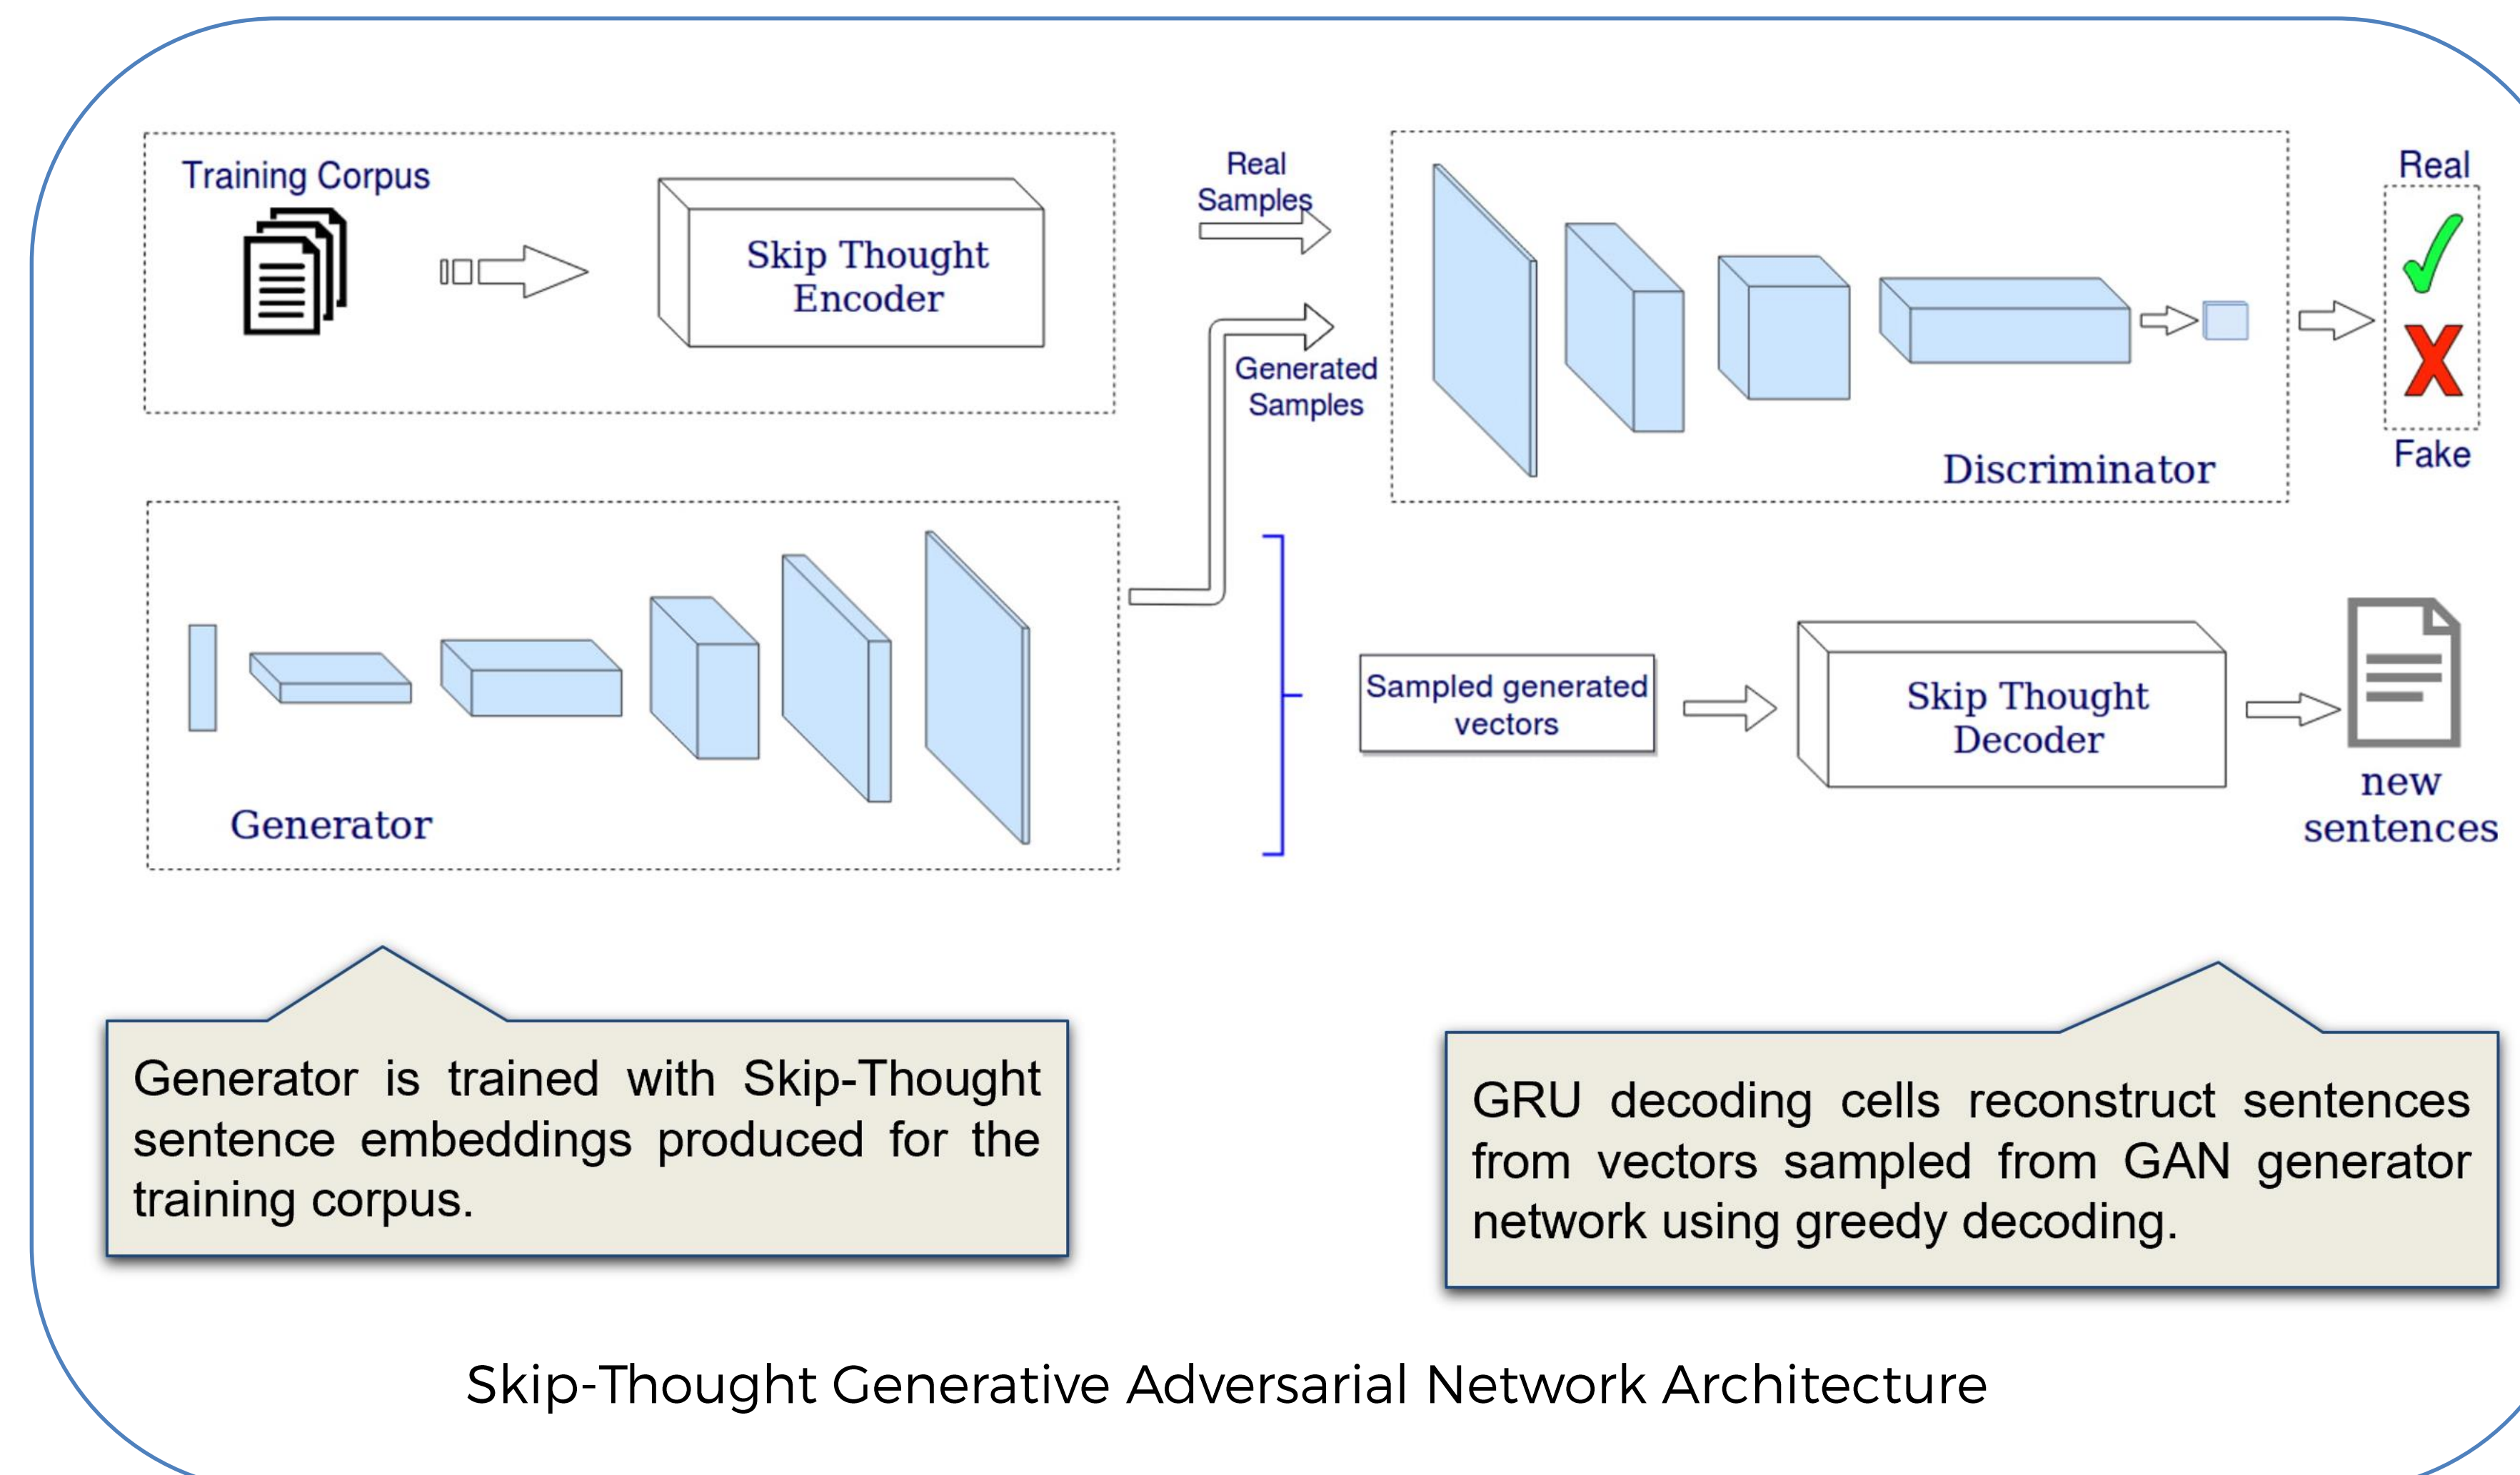 Training Corpus
Skip Thought
Encoder
Real
Samples
Generated
Samples
Discriminator
Real
Fake
Generator
Sampled generated
vectors
Skip Thought
Decoder
new
sentences
Generator is trained with Skip-Thought
sentence embeddings produced for the
training corpus.
GRU decoding cells reconstruct sentences
from vectors sampled from GAN generator
network using greedy decoding.
Skip-Thought Generative Adversarial Network Architecture